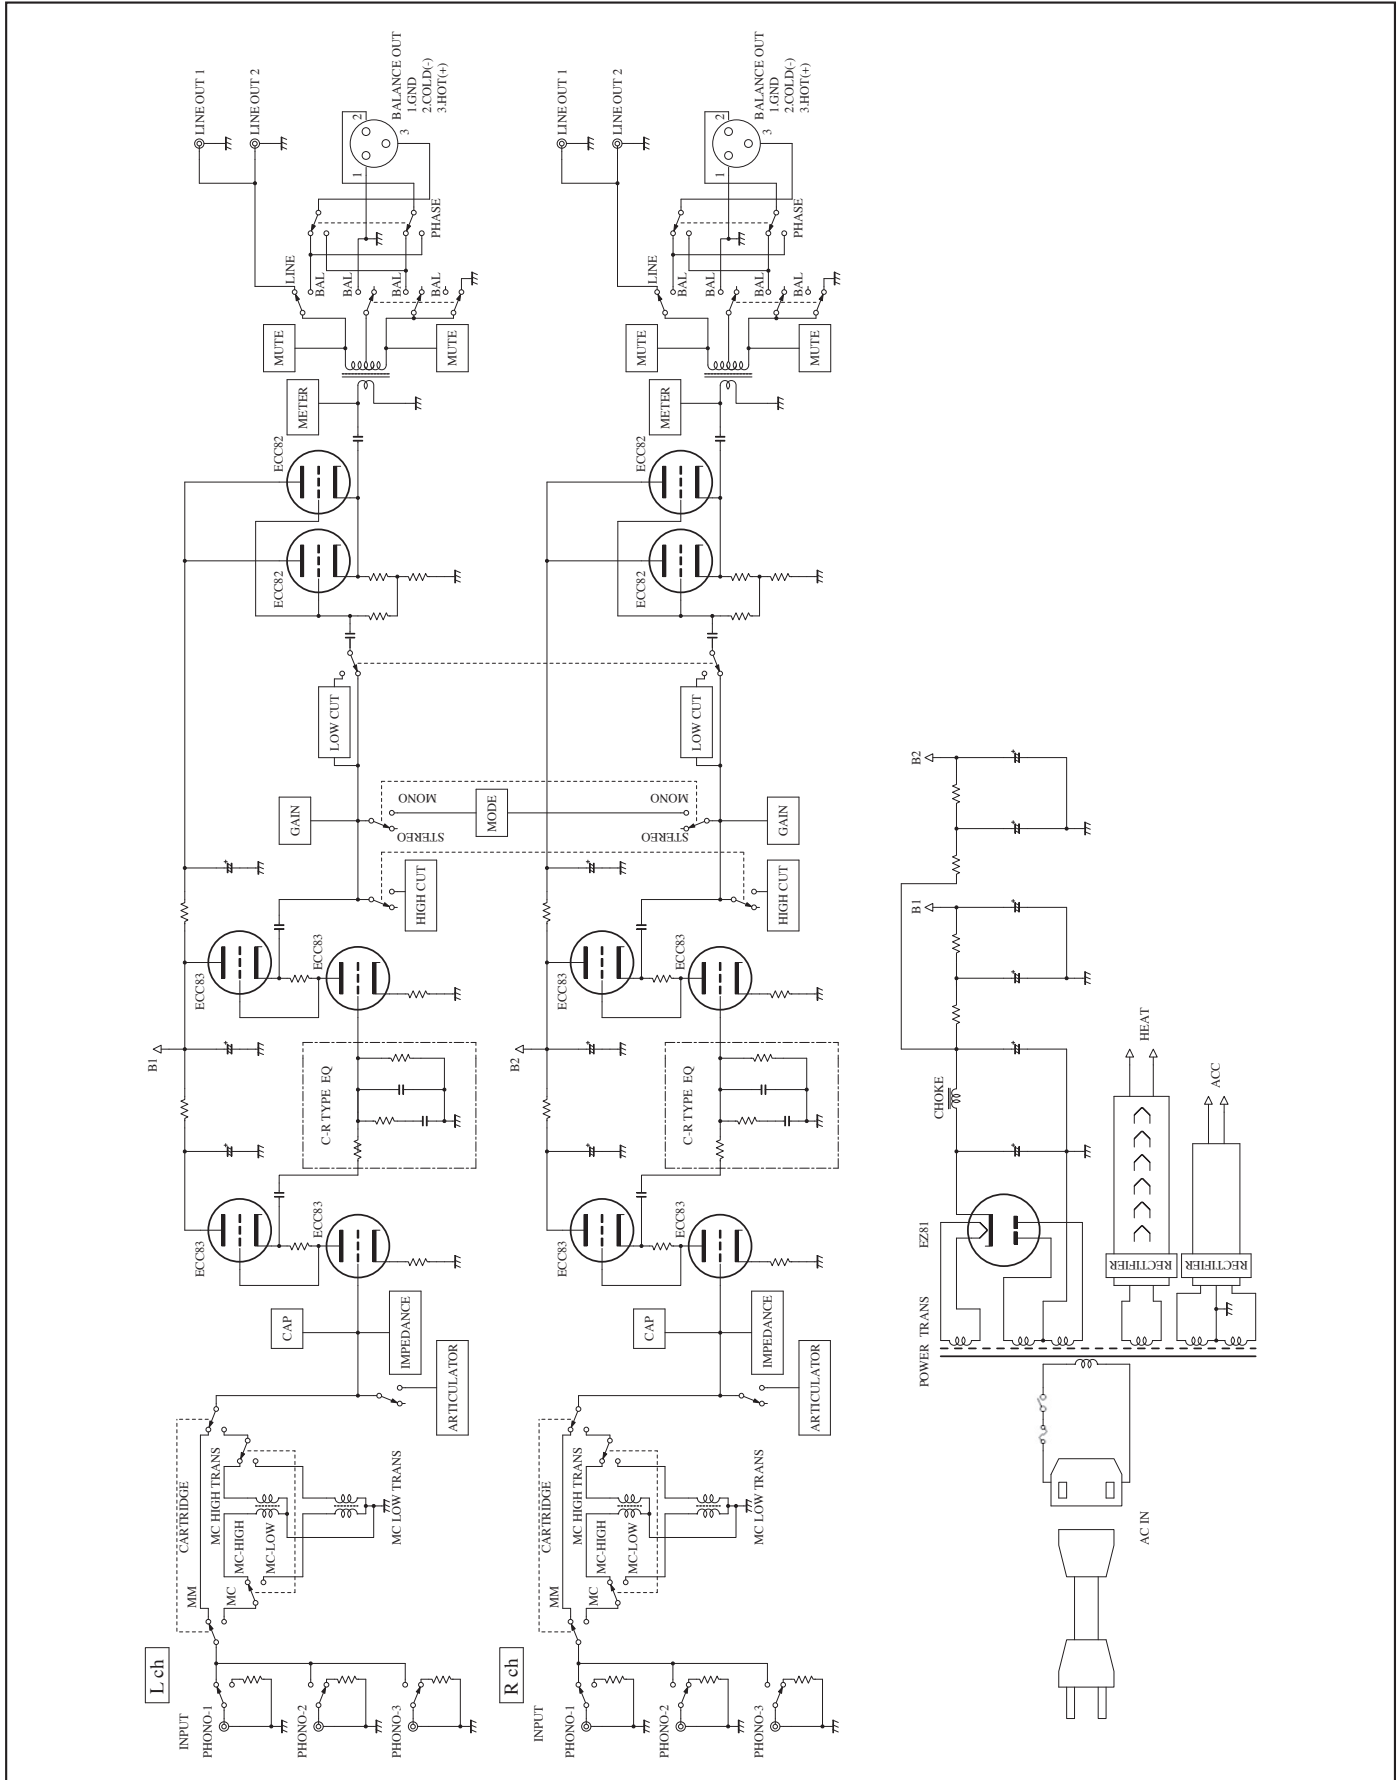 L ch
INPUT
PHONO-1
PHONO-2
PHONO-3
MM
MC
CARTRIDGE
MC-HIGH
MC-LOW
MC HIGH TRANS
MC LOW TRANS
ARTICULATOR
IMPEDANCE
CAP
ECC83
ECC83
C-R TYPE EQ
B1
ECC83
ECC83
HIGH CUT
GAIN
STEREO
MONO
MODE
LOW CUT
ECC82
ECC82
METER
MUTE
MUTE
LINE
BAL
BAL
BAL
BAL
PHASE
LINE OUT 1
LINE OUT 2
1
2
3
BALANCE OUT
1.GND
2.COLD(-)
3.HOT(+)
R ch
INPUT
PHONO-1
PHONO-2
PHONO-3
MM
MC
CARTRIDGE
MC-HIGH
MC-LOW
MC HIGH TRANS
MC LOW TRANS
ARTICULATOR
IMPEDANCE
CAP
ECC83
ECC83
C-R TYPE EQ
B2
ECC83
ECC83
HIGH CUT
GAIN
STEREO
MONO
LOW CUT
ECC82
ECC82
METER
MUTE
MUTE
LINE
BAL
BAL
BAL
BAL
PHASE
LINE OUT 1
LINE OUT 2
1
2
3
BALANCE OUT
1.GND
2.COLD(-)
3.HOT(+)
AC IN
POWER TRANS
EZ81
CHOKE
B1
B2
RECTIFIER
HEAT
RECTIFIER
ACC